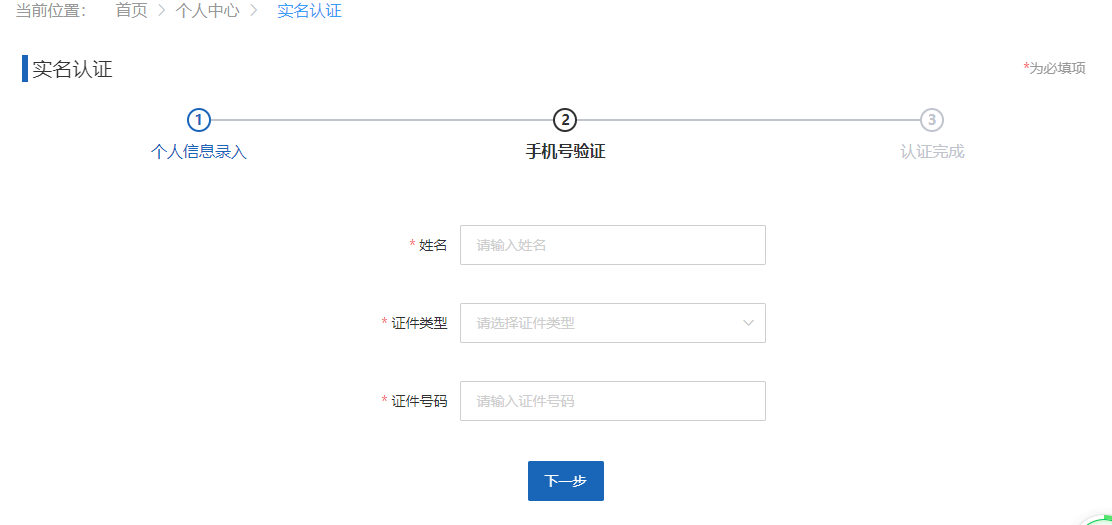 当前位置： 首页 > 个人中心 > 实名认证
实名认证
*为必填项
1 2 3
个人信息录入 手机号验证 认证完成
* 姓名 请输入姓名
* 证件类型 请选择证件类型
* 证件号码 请输入证件号码
下一步